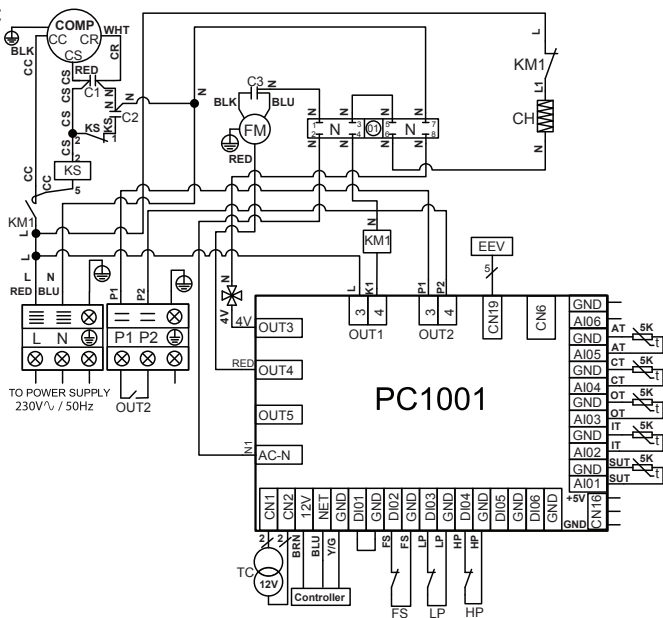 COMP
CC CR
CS
WHT
BLK
CC
CR
RED
CS
CS
C1
N
N
N
C2
CS
KS
KS
CS
2
1
2
KS
5
CC
CC
KM1
L
L
L N
RED BLU
P1
P2
L N
P1 P2
TO POWER SUPPLY
230V / 50Hz
OUT2
C3
N
BLK BLU
FM
RED
N N N N
1 3 5 7
N 01 N
2 4 6 8
N N N N
L
KM1
L1
CH
N
N
KM1
N
4V
L K1
P1 P2
EEV
5
3 4
OUT1
3 4
OUT2
CN19
CN6
4V
OUT3
RED
OUT4
OUT5
N1
AC-N
PC1001
GND
AI06
GND
AI05
GND
AI04
GND
AI03
GND
AI02
GND
AI01
+5V
CN16
GND
AT 5K
AT t
CT 5K
CT t
OT 5K
OT t
IT 5K
IT t
SUT 5K
SUT t
CN1 CN2 12V NET GND DI01 GND DI02 GND DI03 GND DI04 GND DI05 GND DI06 GND
2 2
BRN BLU Y/G
FS FS LP LP HP HP
TC
12V
Controller
FS LP HP